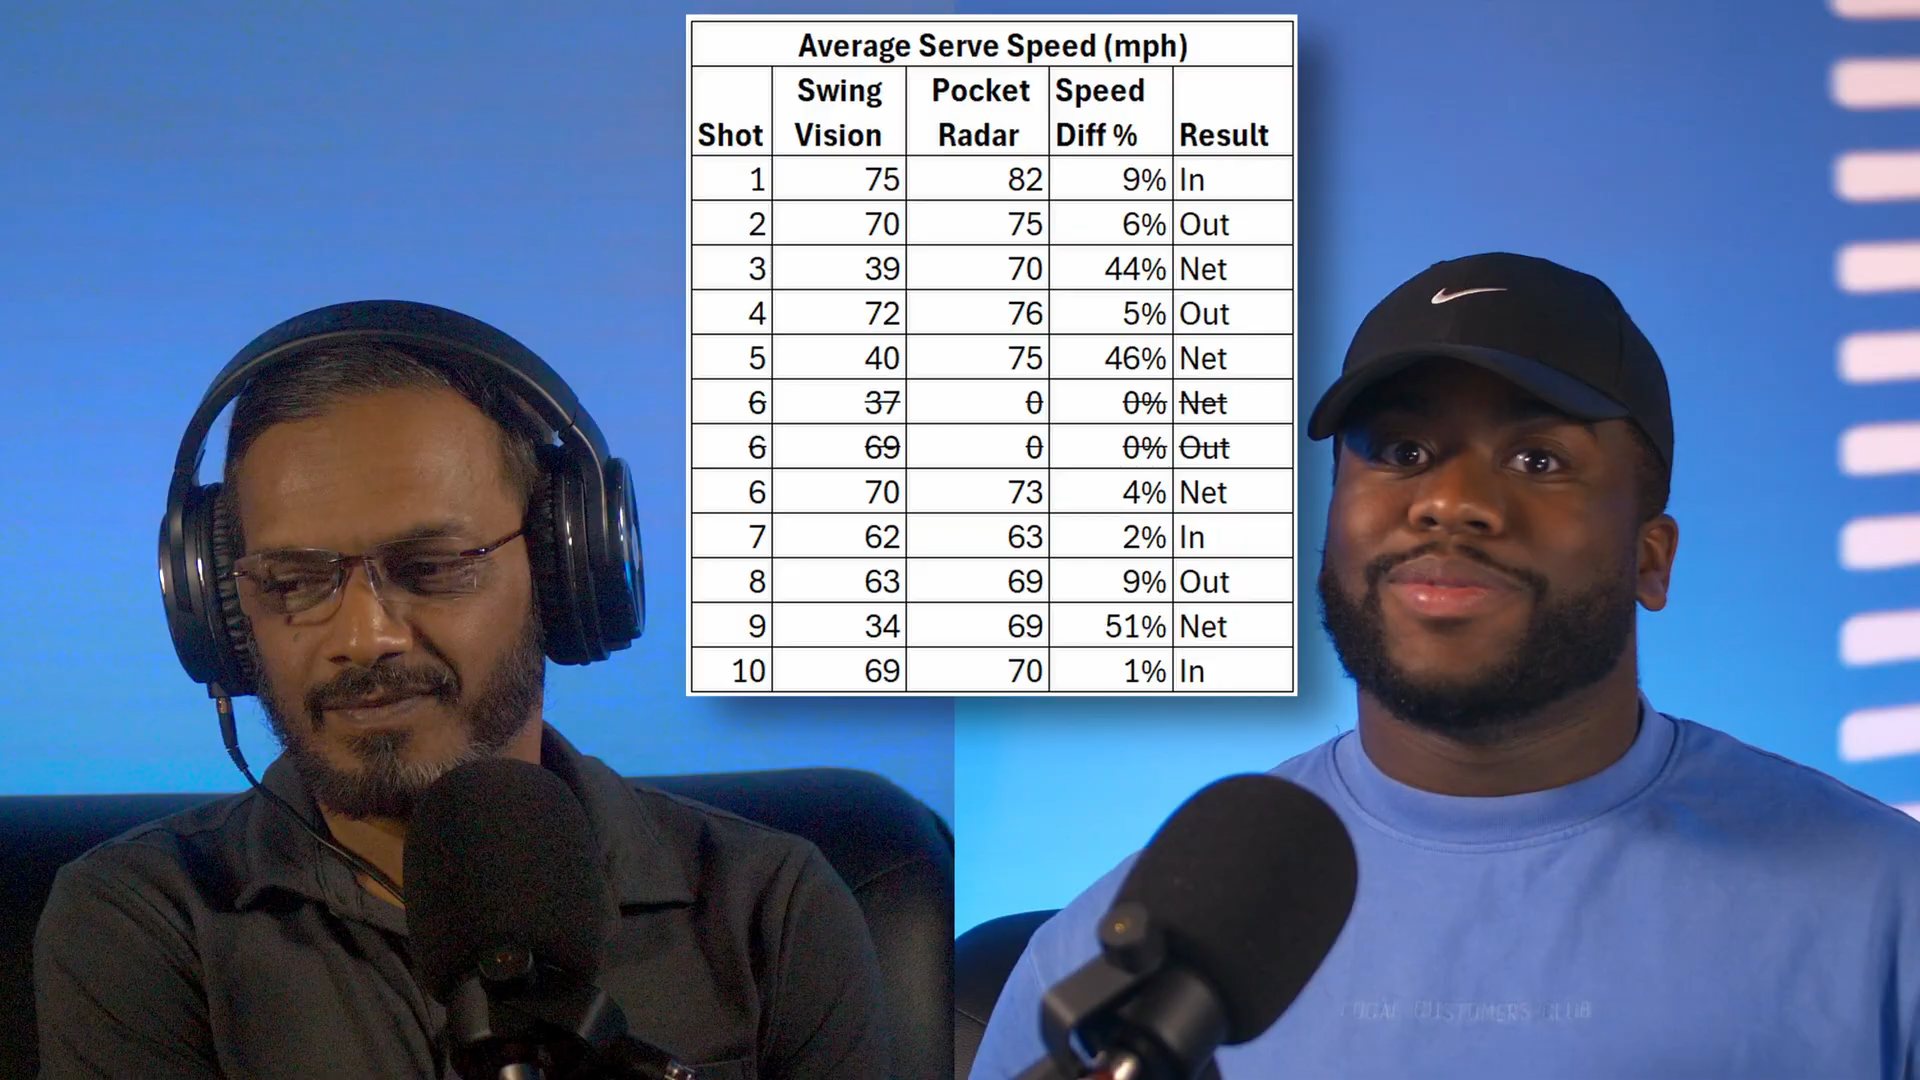 Average Serve Speed (mph)
Shot Swing Vision Pocket Radar Speed Diff % Result
1 75 82 9% In
2 70 75 6% Out
3 39 70 44% Net
4 72 76 5% Out
5 40 75 46% Net
6 37 0 0% Net
6 69 0 0% Out
6 70 73 4% Net
7 62 63 2% In
8 63 69 9% Out
9 34 69 51% Net
10 69 70 1% In
CUSTOMERS CLUB